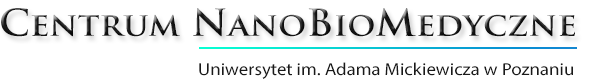 Centrum NanoBioMedyczne
Uniwersytet im. Adama Mickiewicza w Poznaniu